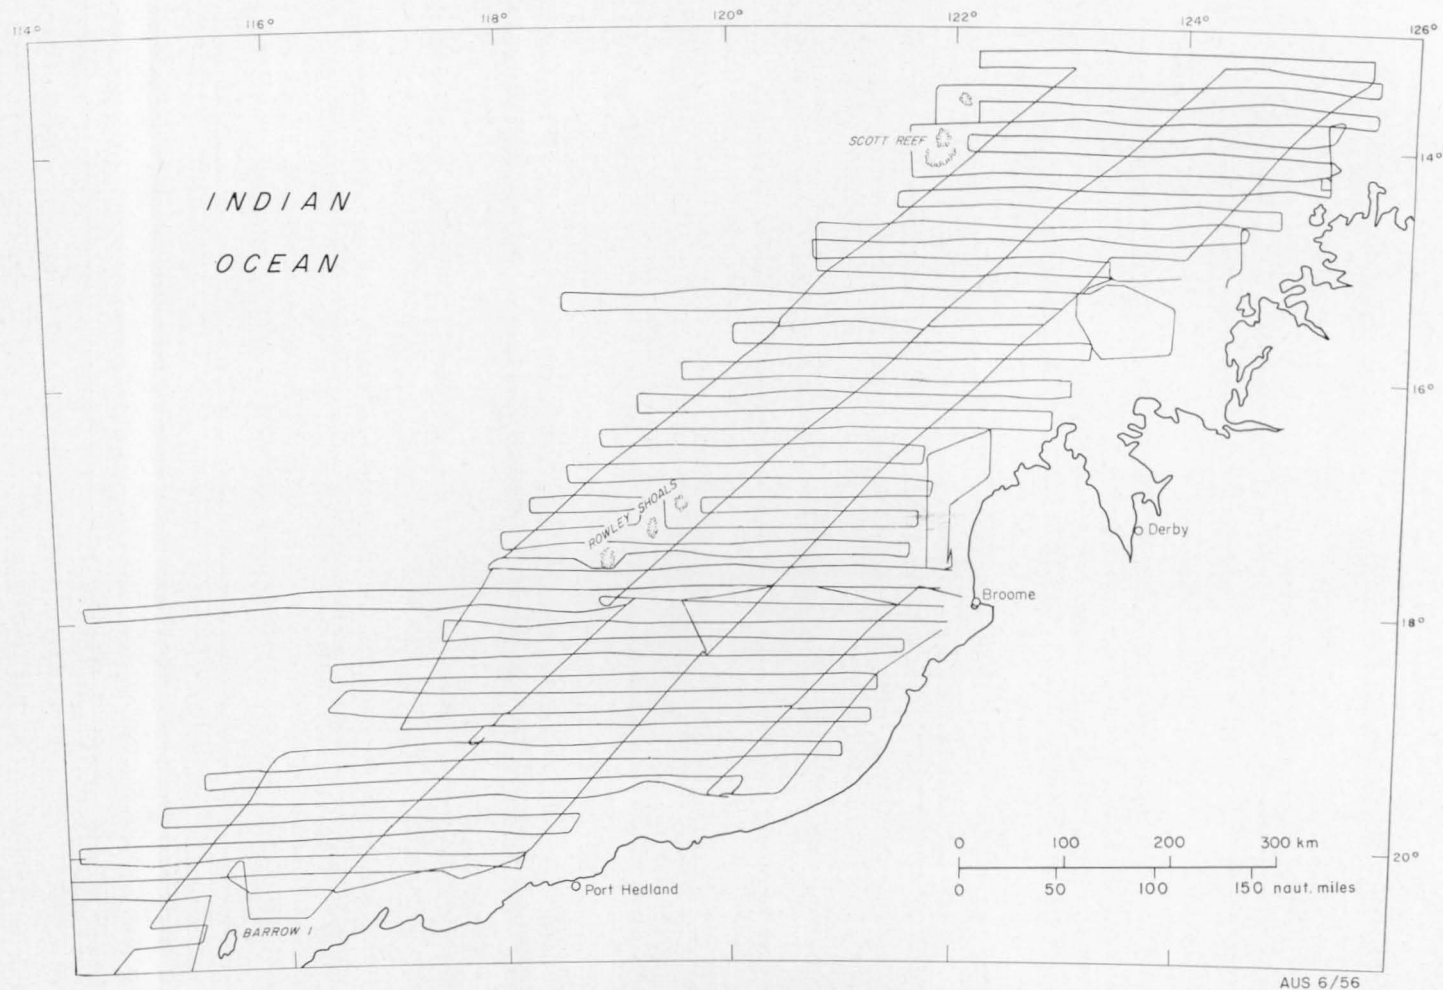 114° 116° 118° 120° 122° 124° 126°
SCOTT REEF
14°
INDIAN
OCEAN
16°
ROWLEY SHOALS
Derby
Broome
18°
0 100 200 300 km
0 50 100 150 naut. miles
20°
Port Hedland
BARROW I
AUS 6/56